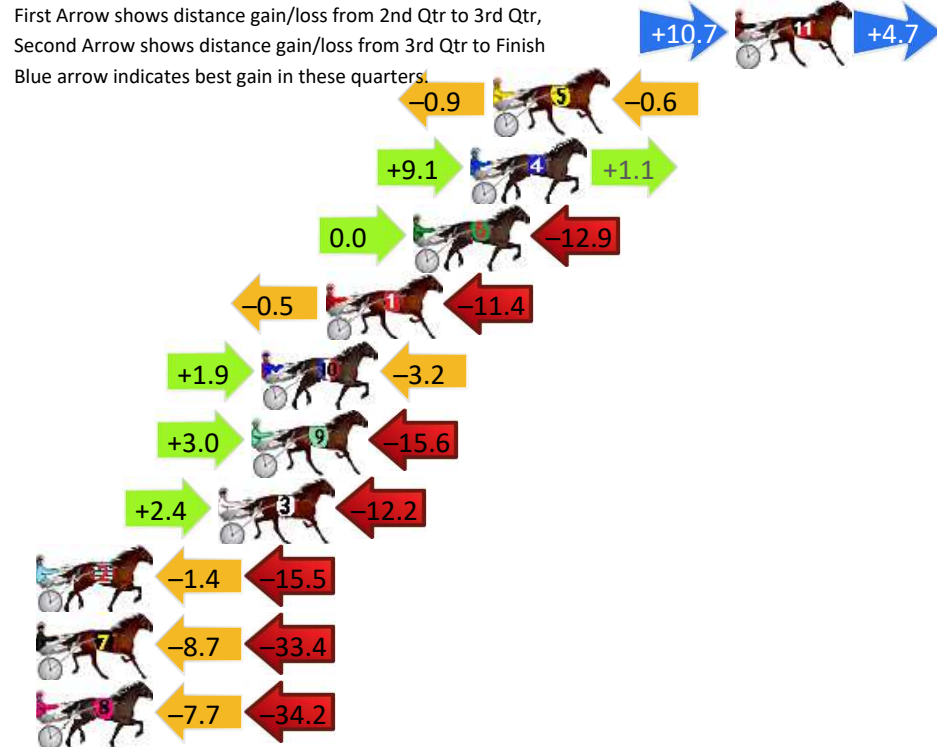 First Arrow shows distance gain/loss from 2nd Qtr to 3rd Qtr,
Second Arrow shows distance gain/loss from 3rd Qtr to Finish
Blue arrow indicates best gain in these quarters.
+10.7 11 +4.7
–0.9 5 –0.6
+9.1 4 +1.1
0.0 6 –12.9
–0.5 1 –11.4
+1.9 10 –3.2
+3.0 9 –15.6
+2.4 3 –12.2
2 –1.4 –15.5
7 –8.7 –33.4
8 –7.7 –34.2